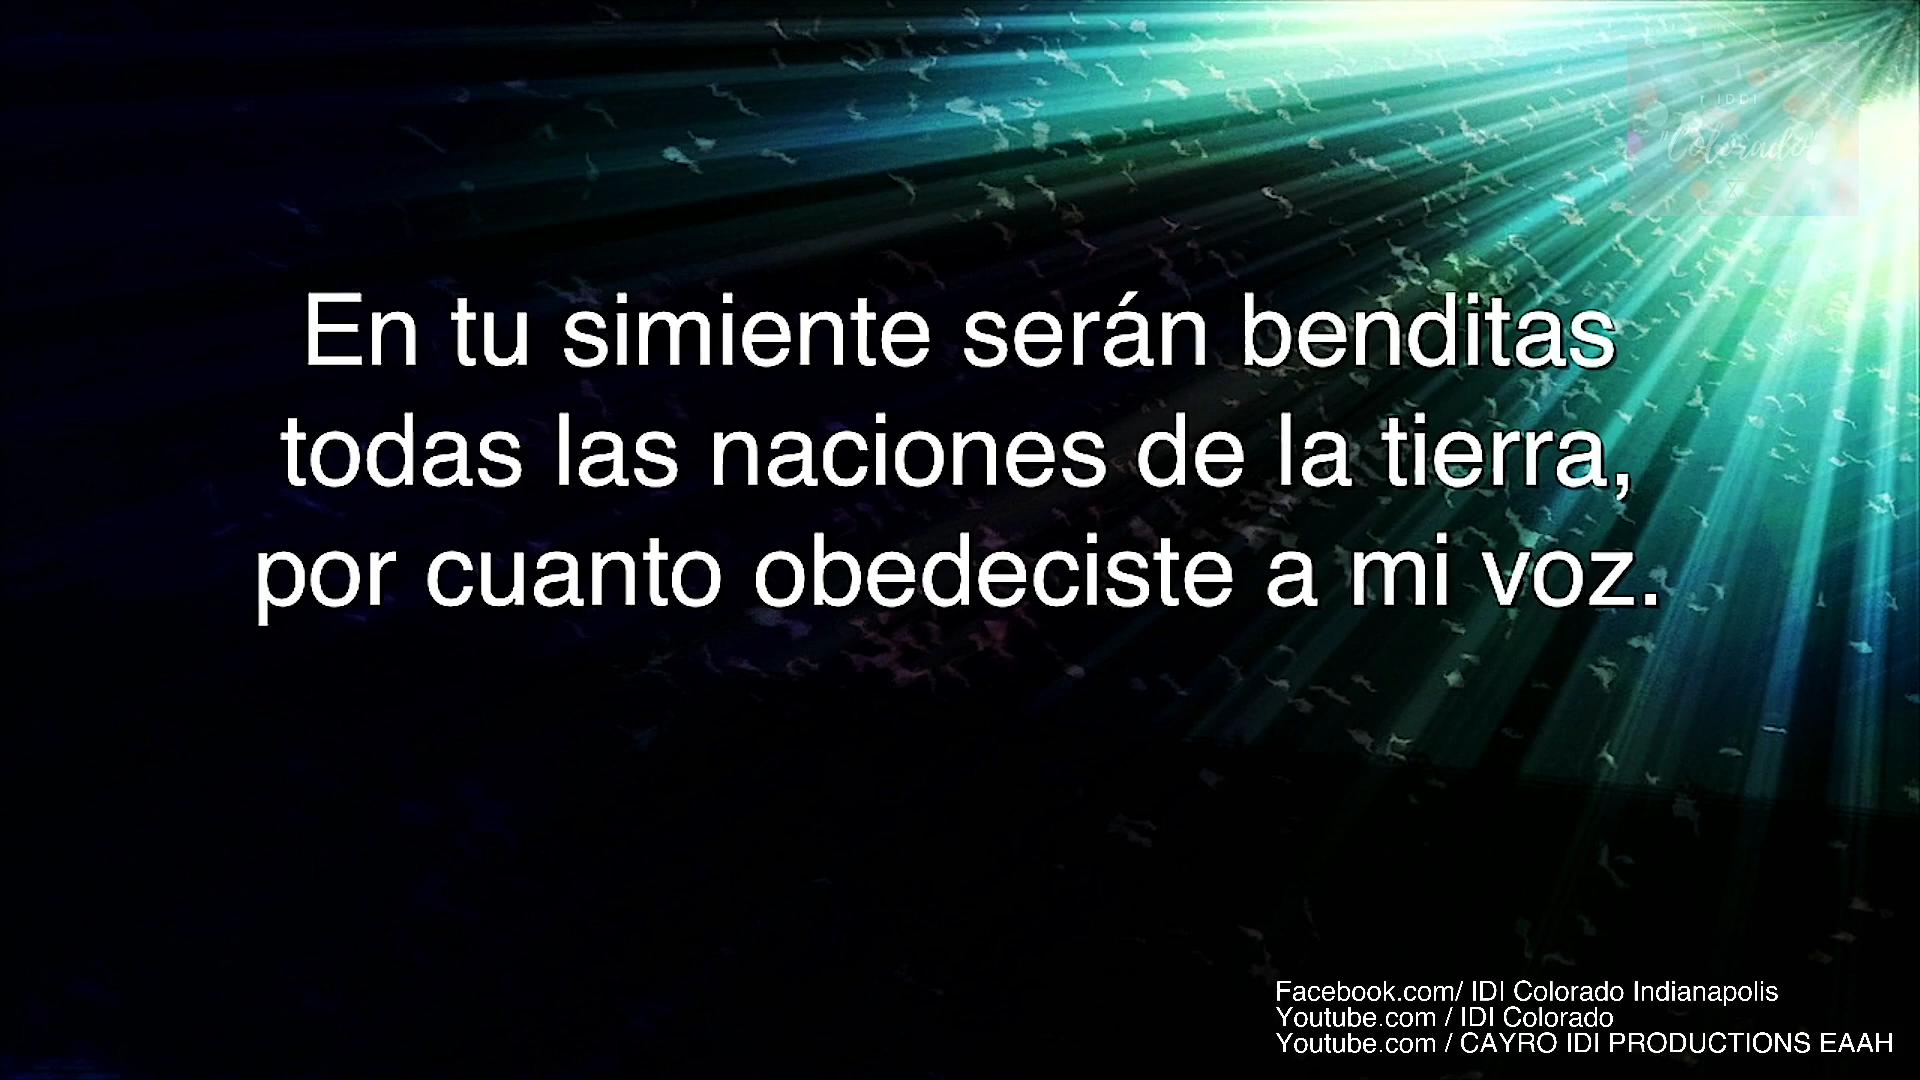 "Colorado"
En tu simiente serán benditas
todas las naciones de la tierra,
por cuanto obedeciste a mi voz.
Facebook.com/ IDI Colorado Indianapolis
Youtube.com / IDI Colorado
Youtube.com / CAYRO IDI PRODUCTIONS EAAH